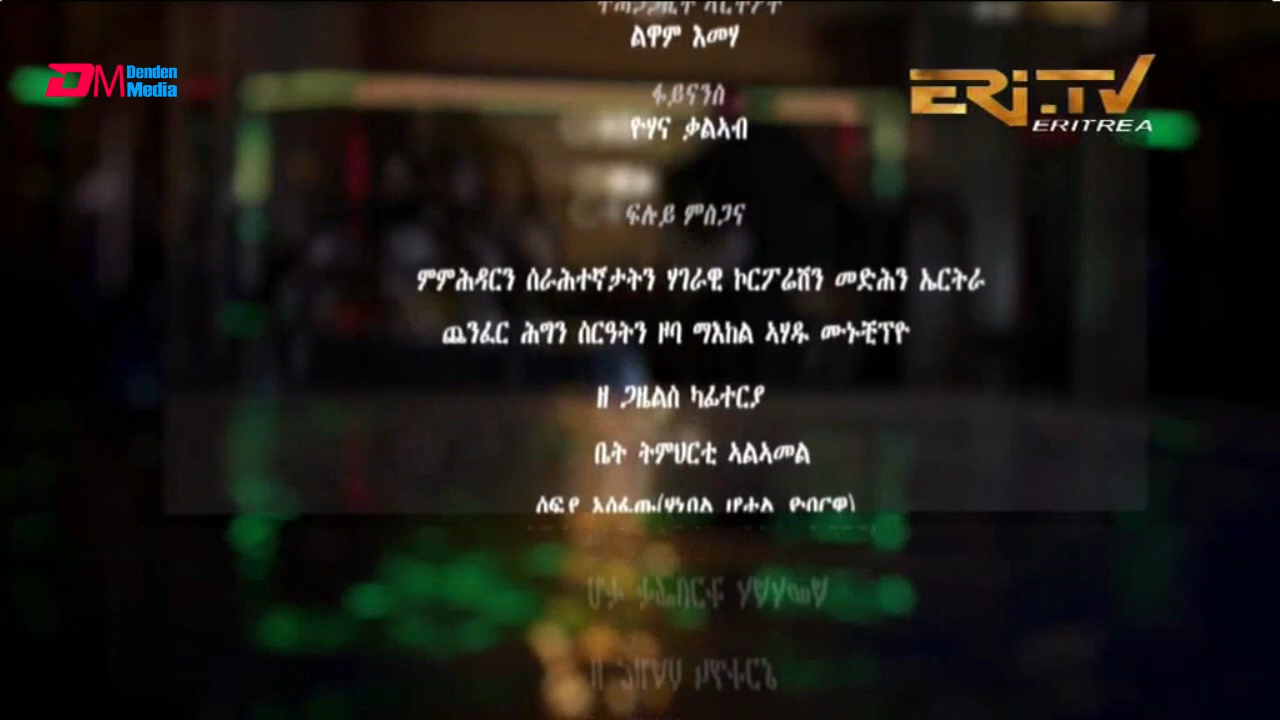 ልዋም እመሃ
ፋይናንስ
ዮሃና ቃልኣብ
ፍሉይ ምስጋና
ምምሕዳርን ሰራሕተኛታትን ሃገራዊ ኮርፖሬሽን መድሕን ኤርትራ
ጨንፈር ሕግን ስርዓትን ዞባ ማእከል ኣሃዱ ሙኑቺፕዮ
ዘ ጋዜልስ ካፊተርያ
ቤት ትምህርቲ ኣልኣመል
DM Denden Media
ERi.TV
ERITREA